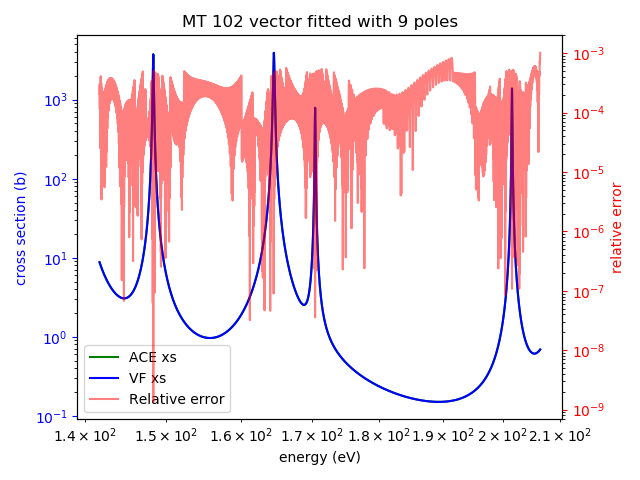 MT 102 vector fitted with 9 poles
cross section (b)
10³
10²
10¹
10⁰
10⁻¹
10⁻³
10⁻⁴
10⁻⁵
10⁻⁶
10⁻⁷
10⁻⁸
10⁻⁹
relative error
ACE xs
VF xs
Relative error
1.4 × 10² 1.5 × 10² 1.6 × 10² 1.7 × 10² 1.8 × 10² 1.9 × 10² 2 × 10² 2.1 × 10²
energy (eV)